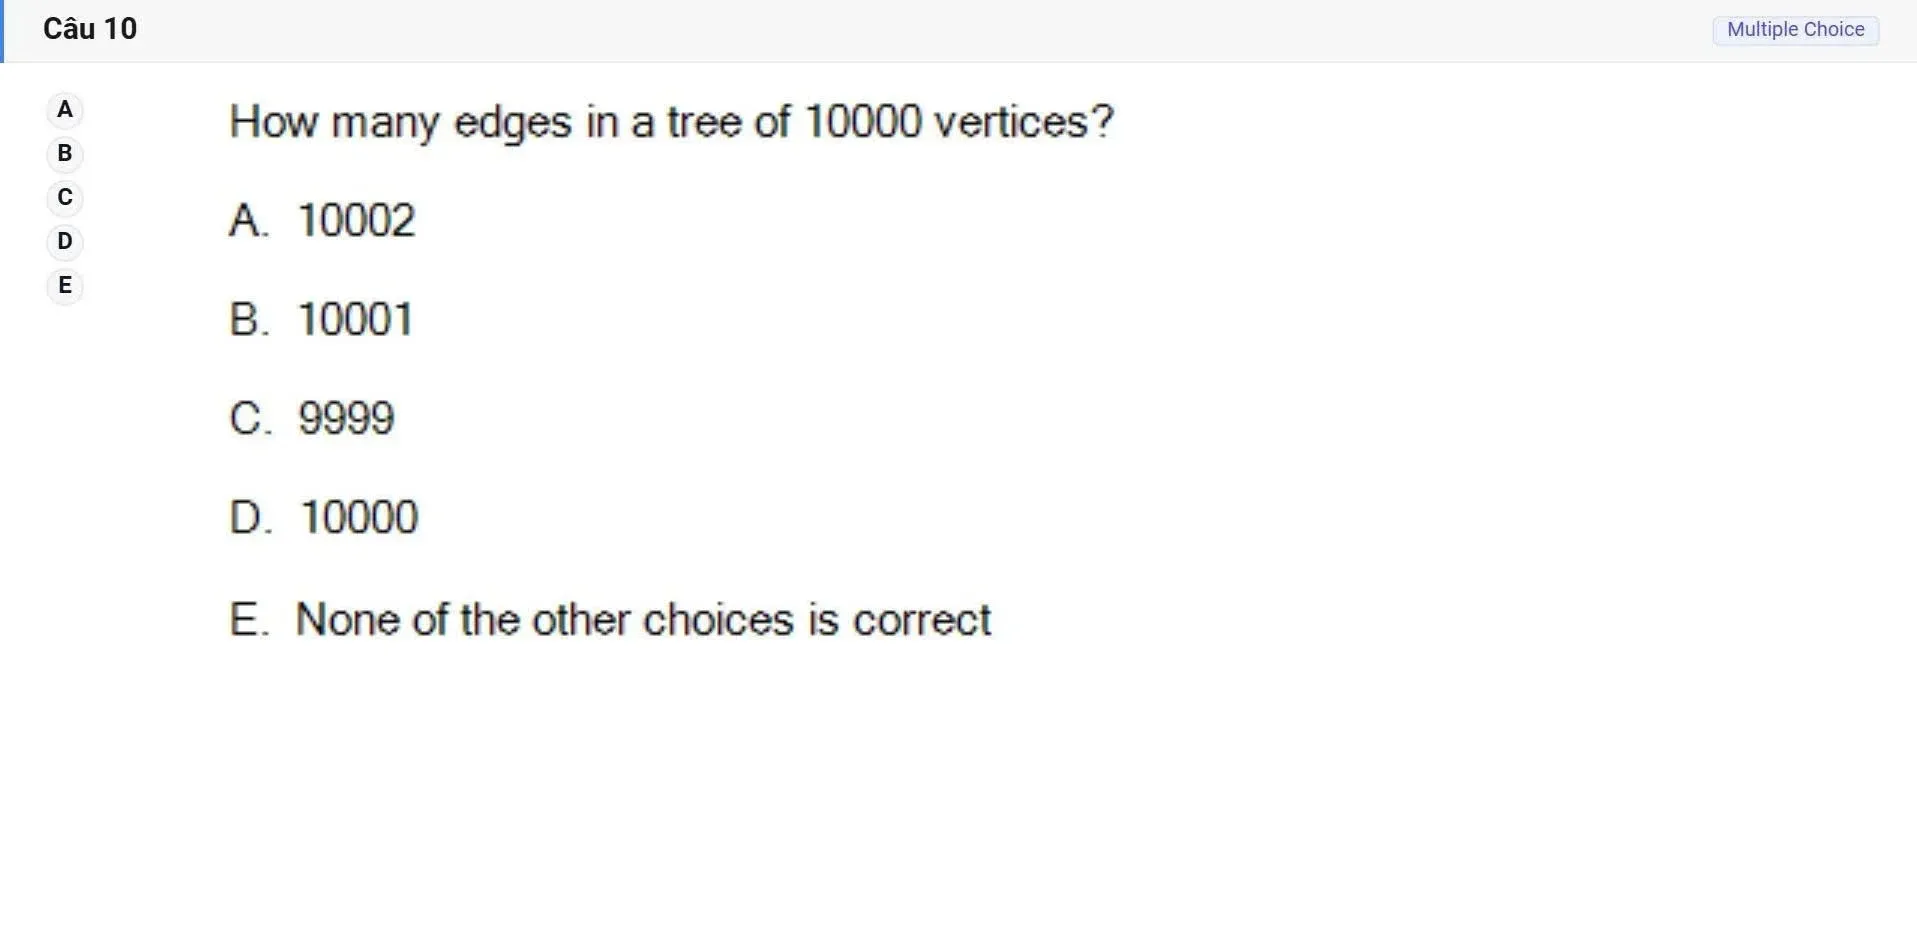 Câu 10
Multiple Choice
A
B
C
D
E
How many edges in a tree of 10000 vertices?
A. 10002
B. 10001
C. 9999
D. 10000
E. None of the other choices is correct